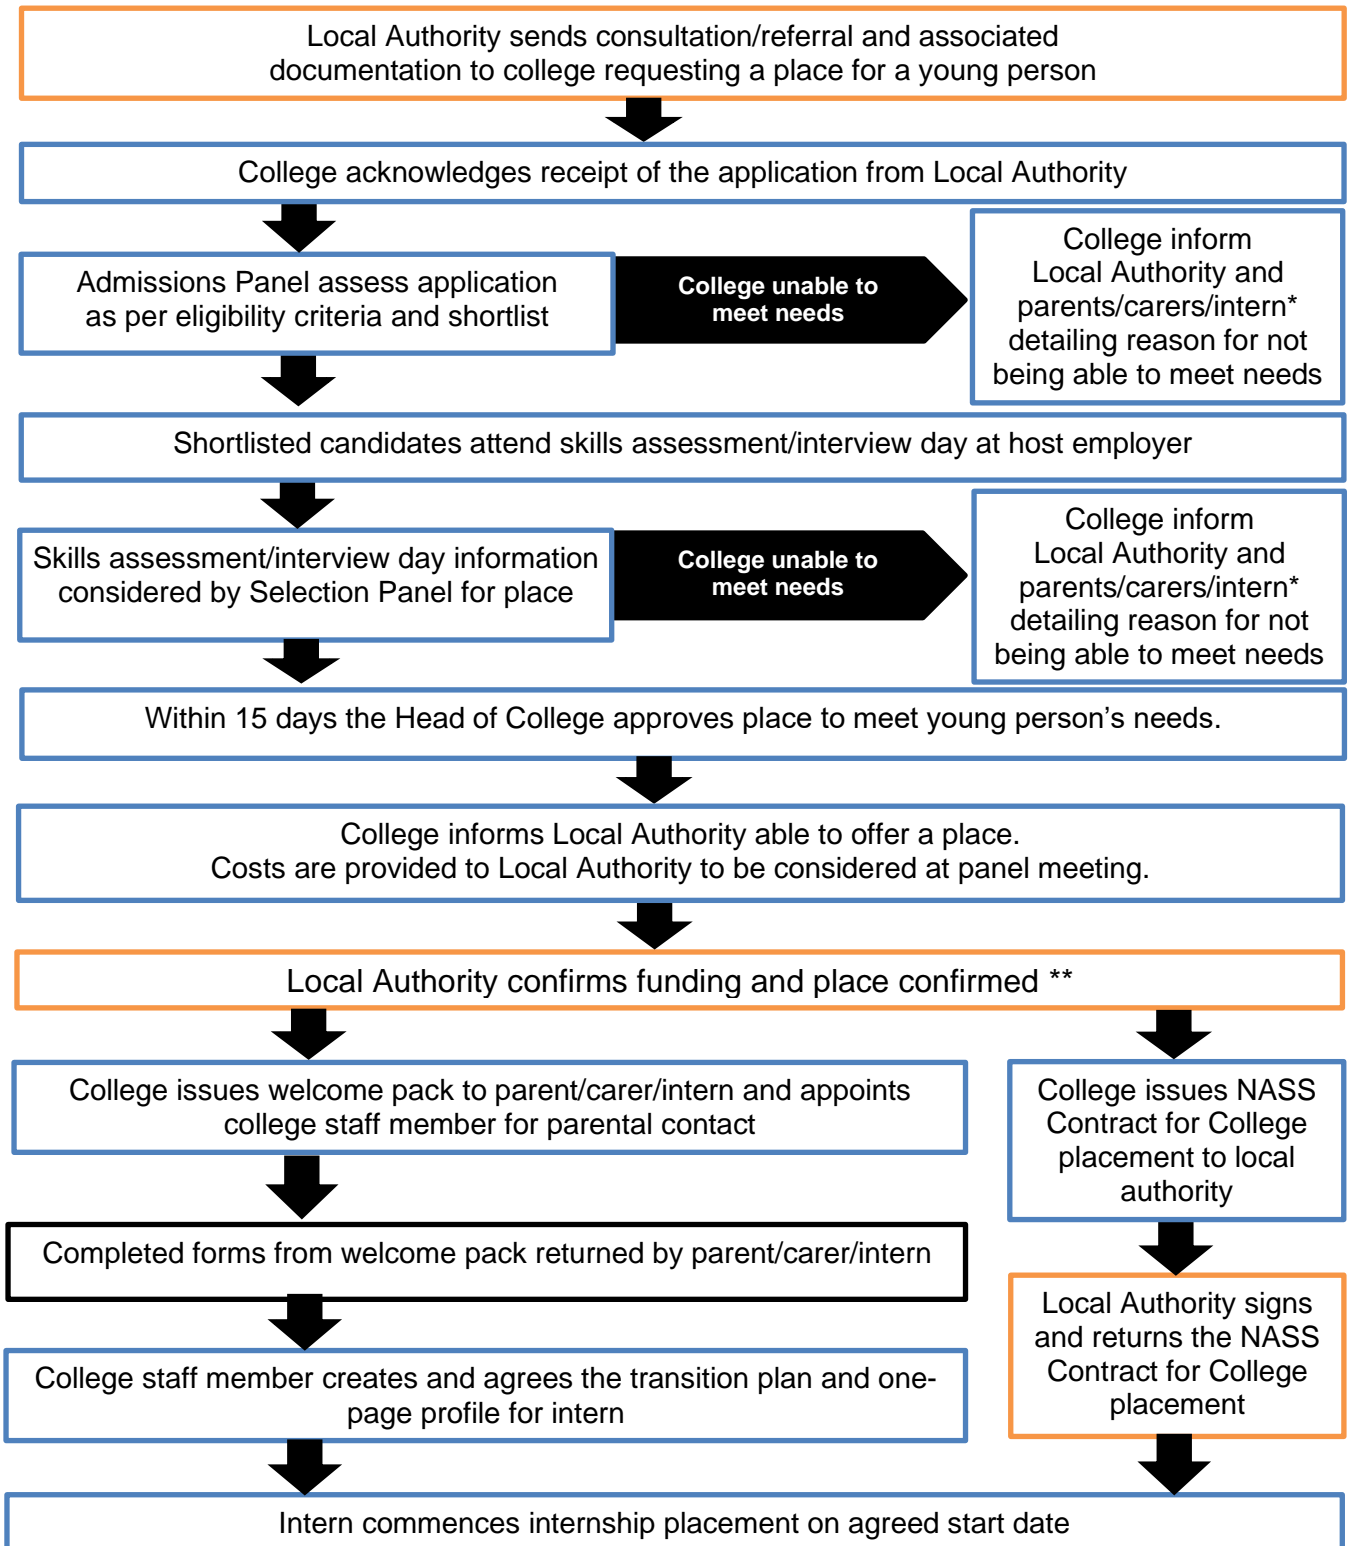 Local Authority sends consultation/referral and associated
documentation to college requesting a place for a young person
College acknowledges receipt of the application from Local Authority
Admissions Panel assess application
as per eligibility criteria and shortlist
College unable to
meet needs
College inform
Local Authority and
parents/carers/intern*
detailing reason for not
being able to meet needs
Shortlisted candidates attend skills assessment/interview day at host employer
Skills assessment/interview day information
considered by Selection Panel for place
College unable to
meet needs
College inform
Local Authority and
parents/carers/intern*
detailing reason for not
being able to meet needs
Within 15 days the Head of College approves place to meet young person’s needs.
College informs Local Authority able to offer a place.
Costs are provided to Local Authority to be considered at panel meeting.
Local Authority confirms funding and place confirmed **
College issues welcome pack to parent/carer/intern and appoints
college staff member for parental contact
College issues NASS
Contract for College
placement to local
authority
Completed forms from welcome pack returned by parent/carer/intern
Local Authority signs
and returns the NASS
Contract for College
placement
College staff member creates and agrees the transition plan and one-
page profile for intern
Intern commences internship placement on agreed start date